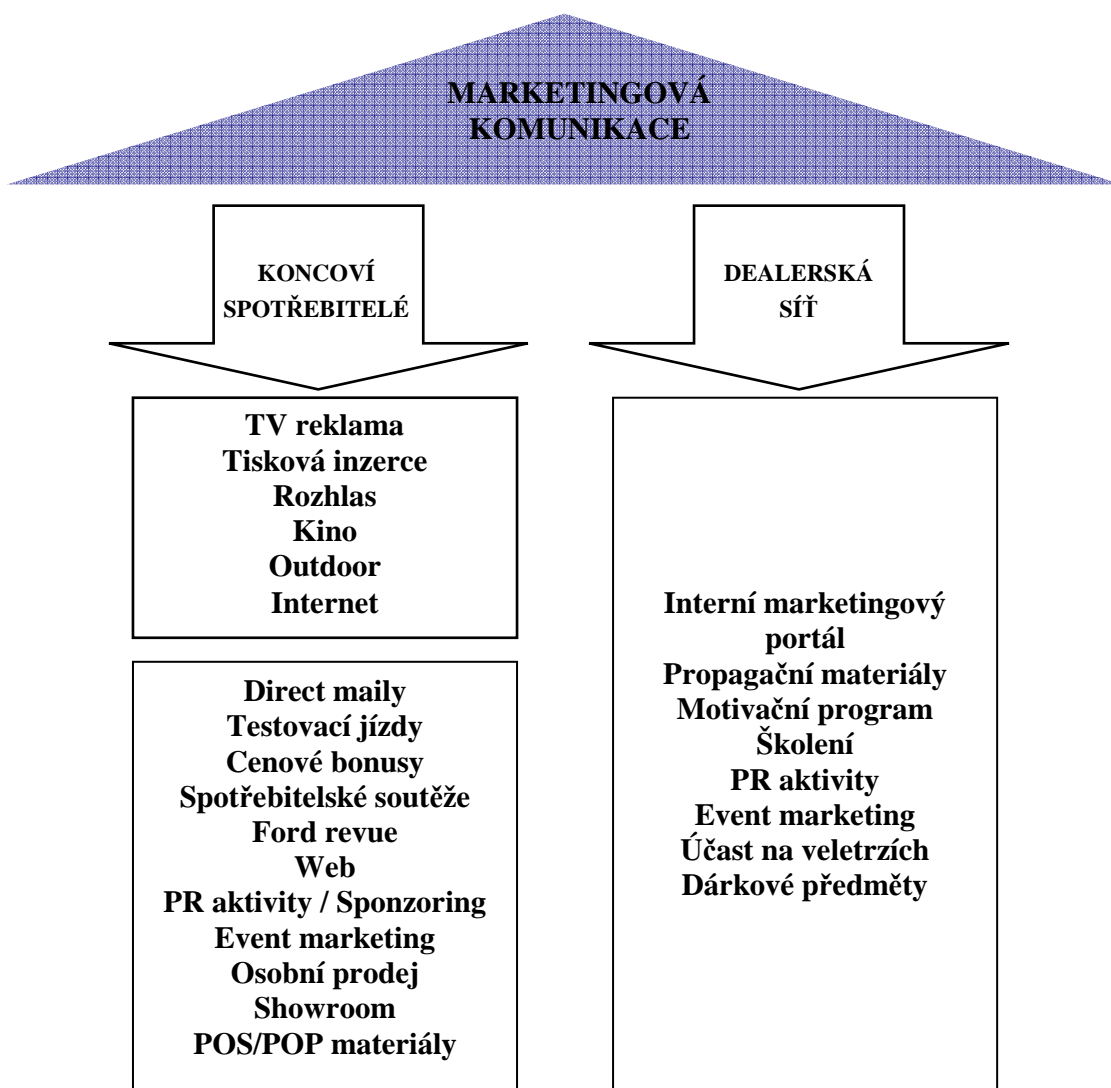 MARKETINGOVÁ
KOMUNIKACE
KONCOVÍ
SPOTŘEBITELÉ
DEALERSKÁ
SÍŤ
TV reklama
Tisková inzerce
Rozhlas
Kino
Outdoor
Internet
Direct maily
Testovací jízdy
Cenové bonusy
Spotřebitelské soutěže
Ford revue
Web
PR aktivity / Sponzoring
Event marketing
Osobní prodej
Showroom
POS/POP materiály
Interní marketingový
portál
Propagační materiály
Motivační program
Školení
PR aktivity
Event marketing
Účast na veletrzích
Dárkové předměty